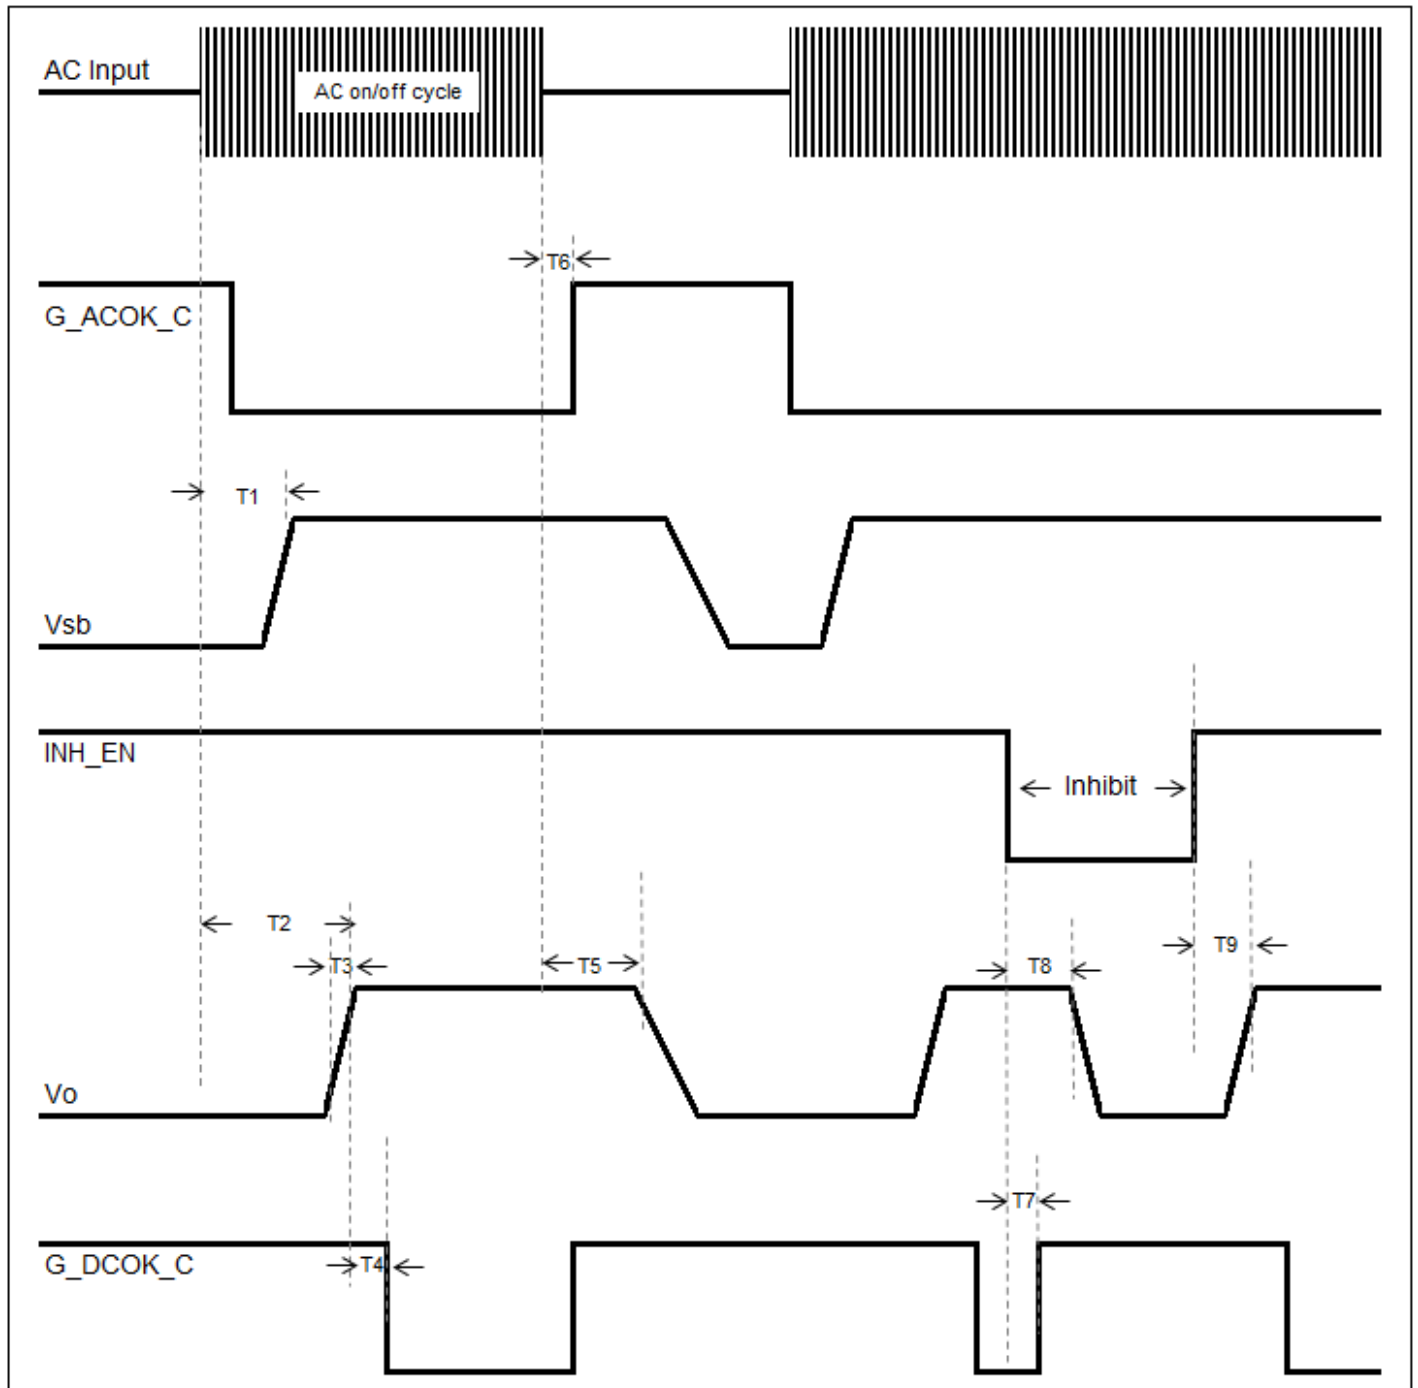 AC Input
AC on/off cycle
T6
G_ACOK_C
T1
Vsb
INH_EN
Inhibit
T2
T3
T5
T8
T9
Vo
T7
G_DCOK_C
T4